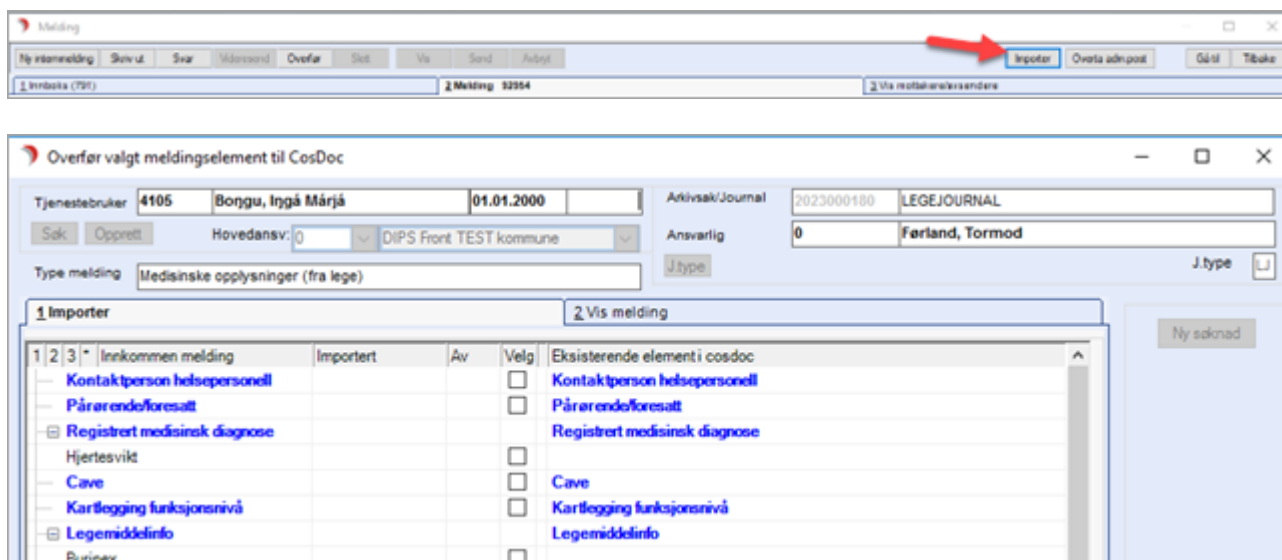 Melding
Ny internmelding Skriv ut Svar Videresend Overfør Slett Vis Send Avbryt Importer Overta adm.post Gå til Tilbake
1 Innboks (791) 2 Melding 92954 3 Vis mottakere/avsendere
Overfør valgt meldingselement til CosDoc
Tjenestebruker 4105 Boŋgu, Iŋgá Márjá 01.01.2000 Arkivsak/Journal 2023000180 LEGEJOURNAL
Søk Opprett Hovedansv: 0 DIPS Front TEST kommune Ansvarlig 0 Førland, Tormod
Type melding Medisinske opplysninger (fra lege) J.type J.type
1 Importer 2 Vis melding
Ny søknad
1 2 3 * Innkommen melding Importert Av Velg Eksisterende element i cosdoc
Kontaktperson helsepersonell Kontaktperson helsepersonell
Pårørende/foresatt Pårørende/foresatt
Registrert medisinsk diagnose Registrert medisinsk diagnose
Hjertesvikt
Cave Cave
Kartlegging funksjonsnivå Kartlegging funksjonsnivå
Legemiddelinfo Legemiddelinfo
Burinex